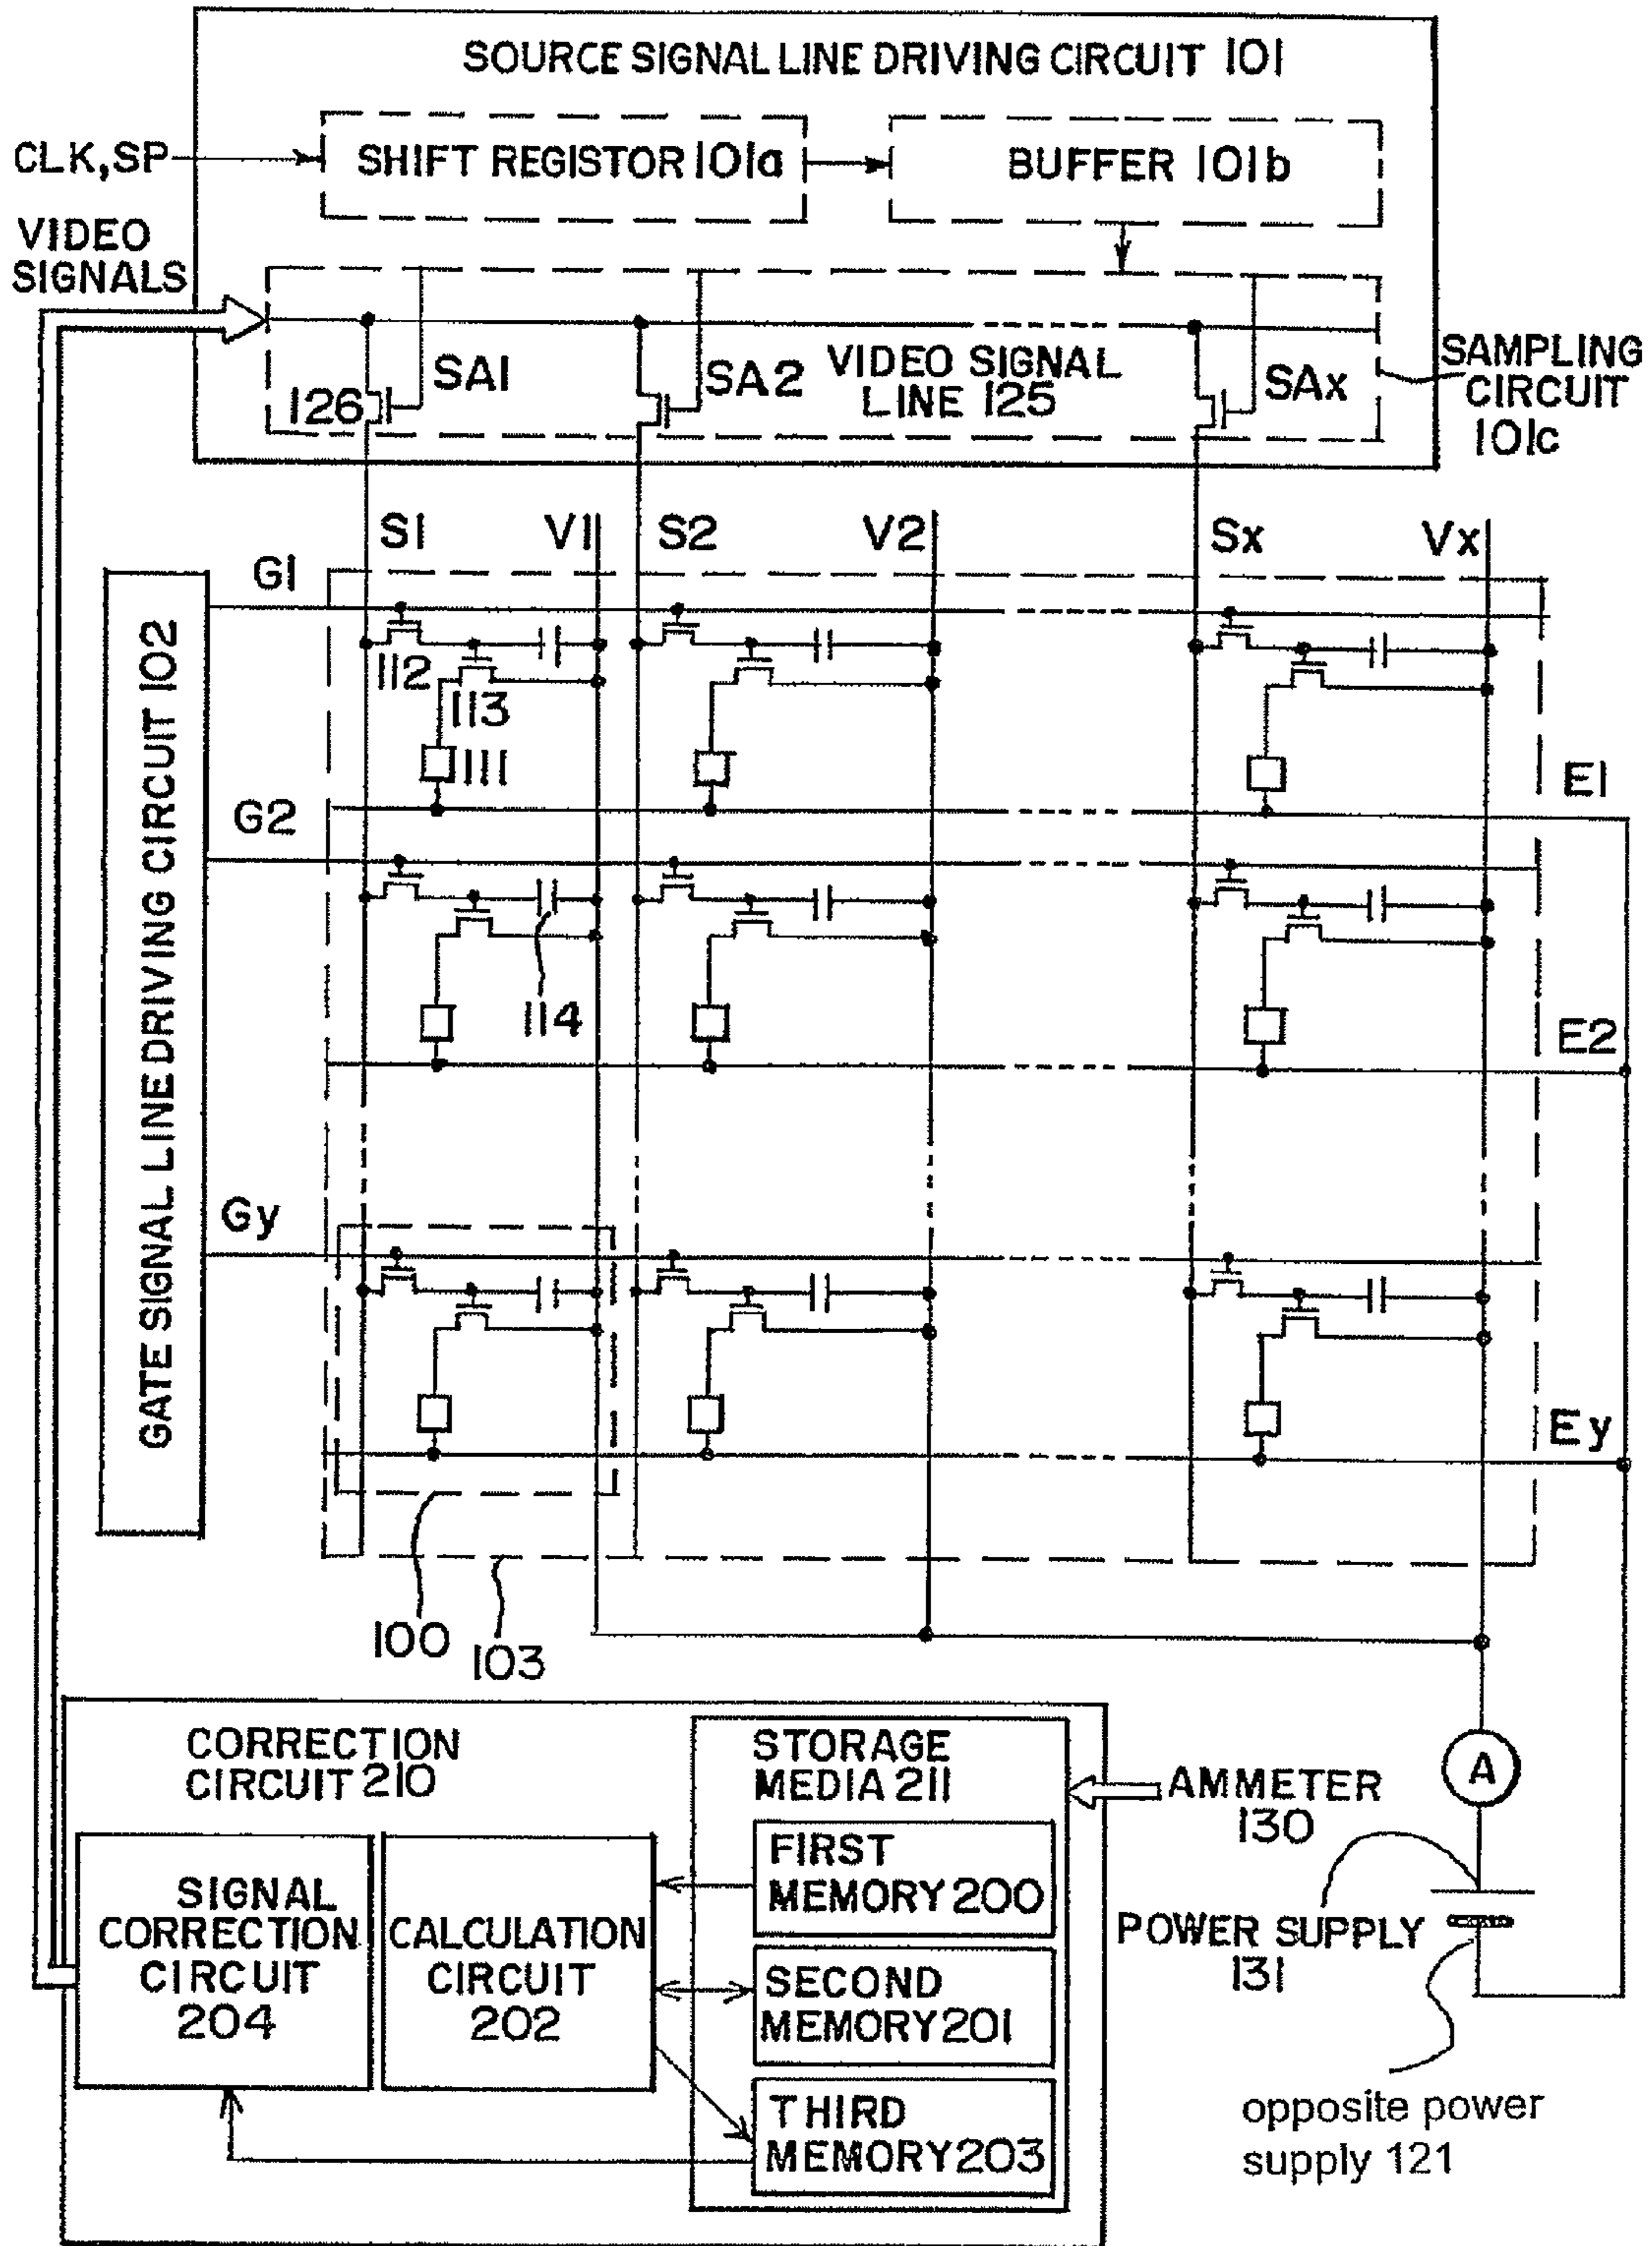 SOURCE SIGNAL LINE DRIVING CIRCUIT 101
CLK,SP
SHIFT REGISTOR 101a
BUFFER 101b
VIDEO
SIGNALS
126
SA1
SA2
VIDEO SIGNAL
LINE 125
SAx
SAMPLING
CIRCUIT
101c
S1
V1
S2
V2
Sx
Vx
G1
GATE SIGNAL LINE DRIVING CIRCUIT 102
112
113
111
E1
G2
114
E2
Gy
Ey
100
103
CORRECTION
CIRCUIT 210
STORAGE
MEDIA 211
AMMETER
130
A
FIRST
MEMORY 200
SIGNAL
CORRECTION
CIRCUIT
204
CALCULATION
CIRCUIT
202
SECOND
MEMORY 201
POWER SUPPLY
131
THIRD
MEMORY 203
opposite power
supply 121